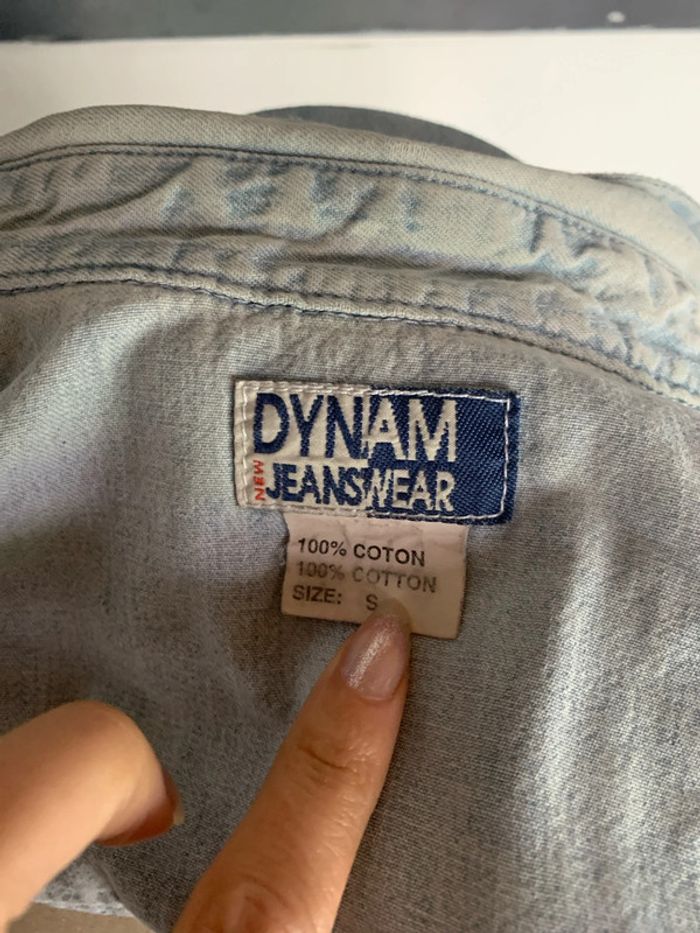 DYNAM
NEW JEANSWEAR
100% COTON
100% COTTON
SIZE: S